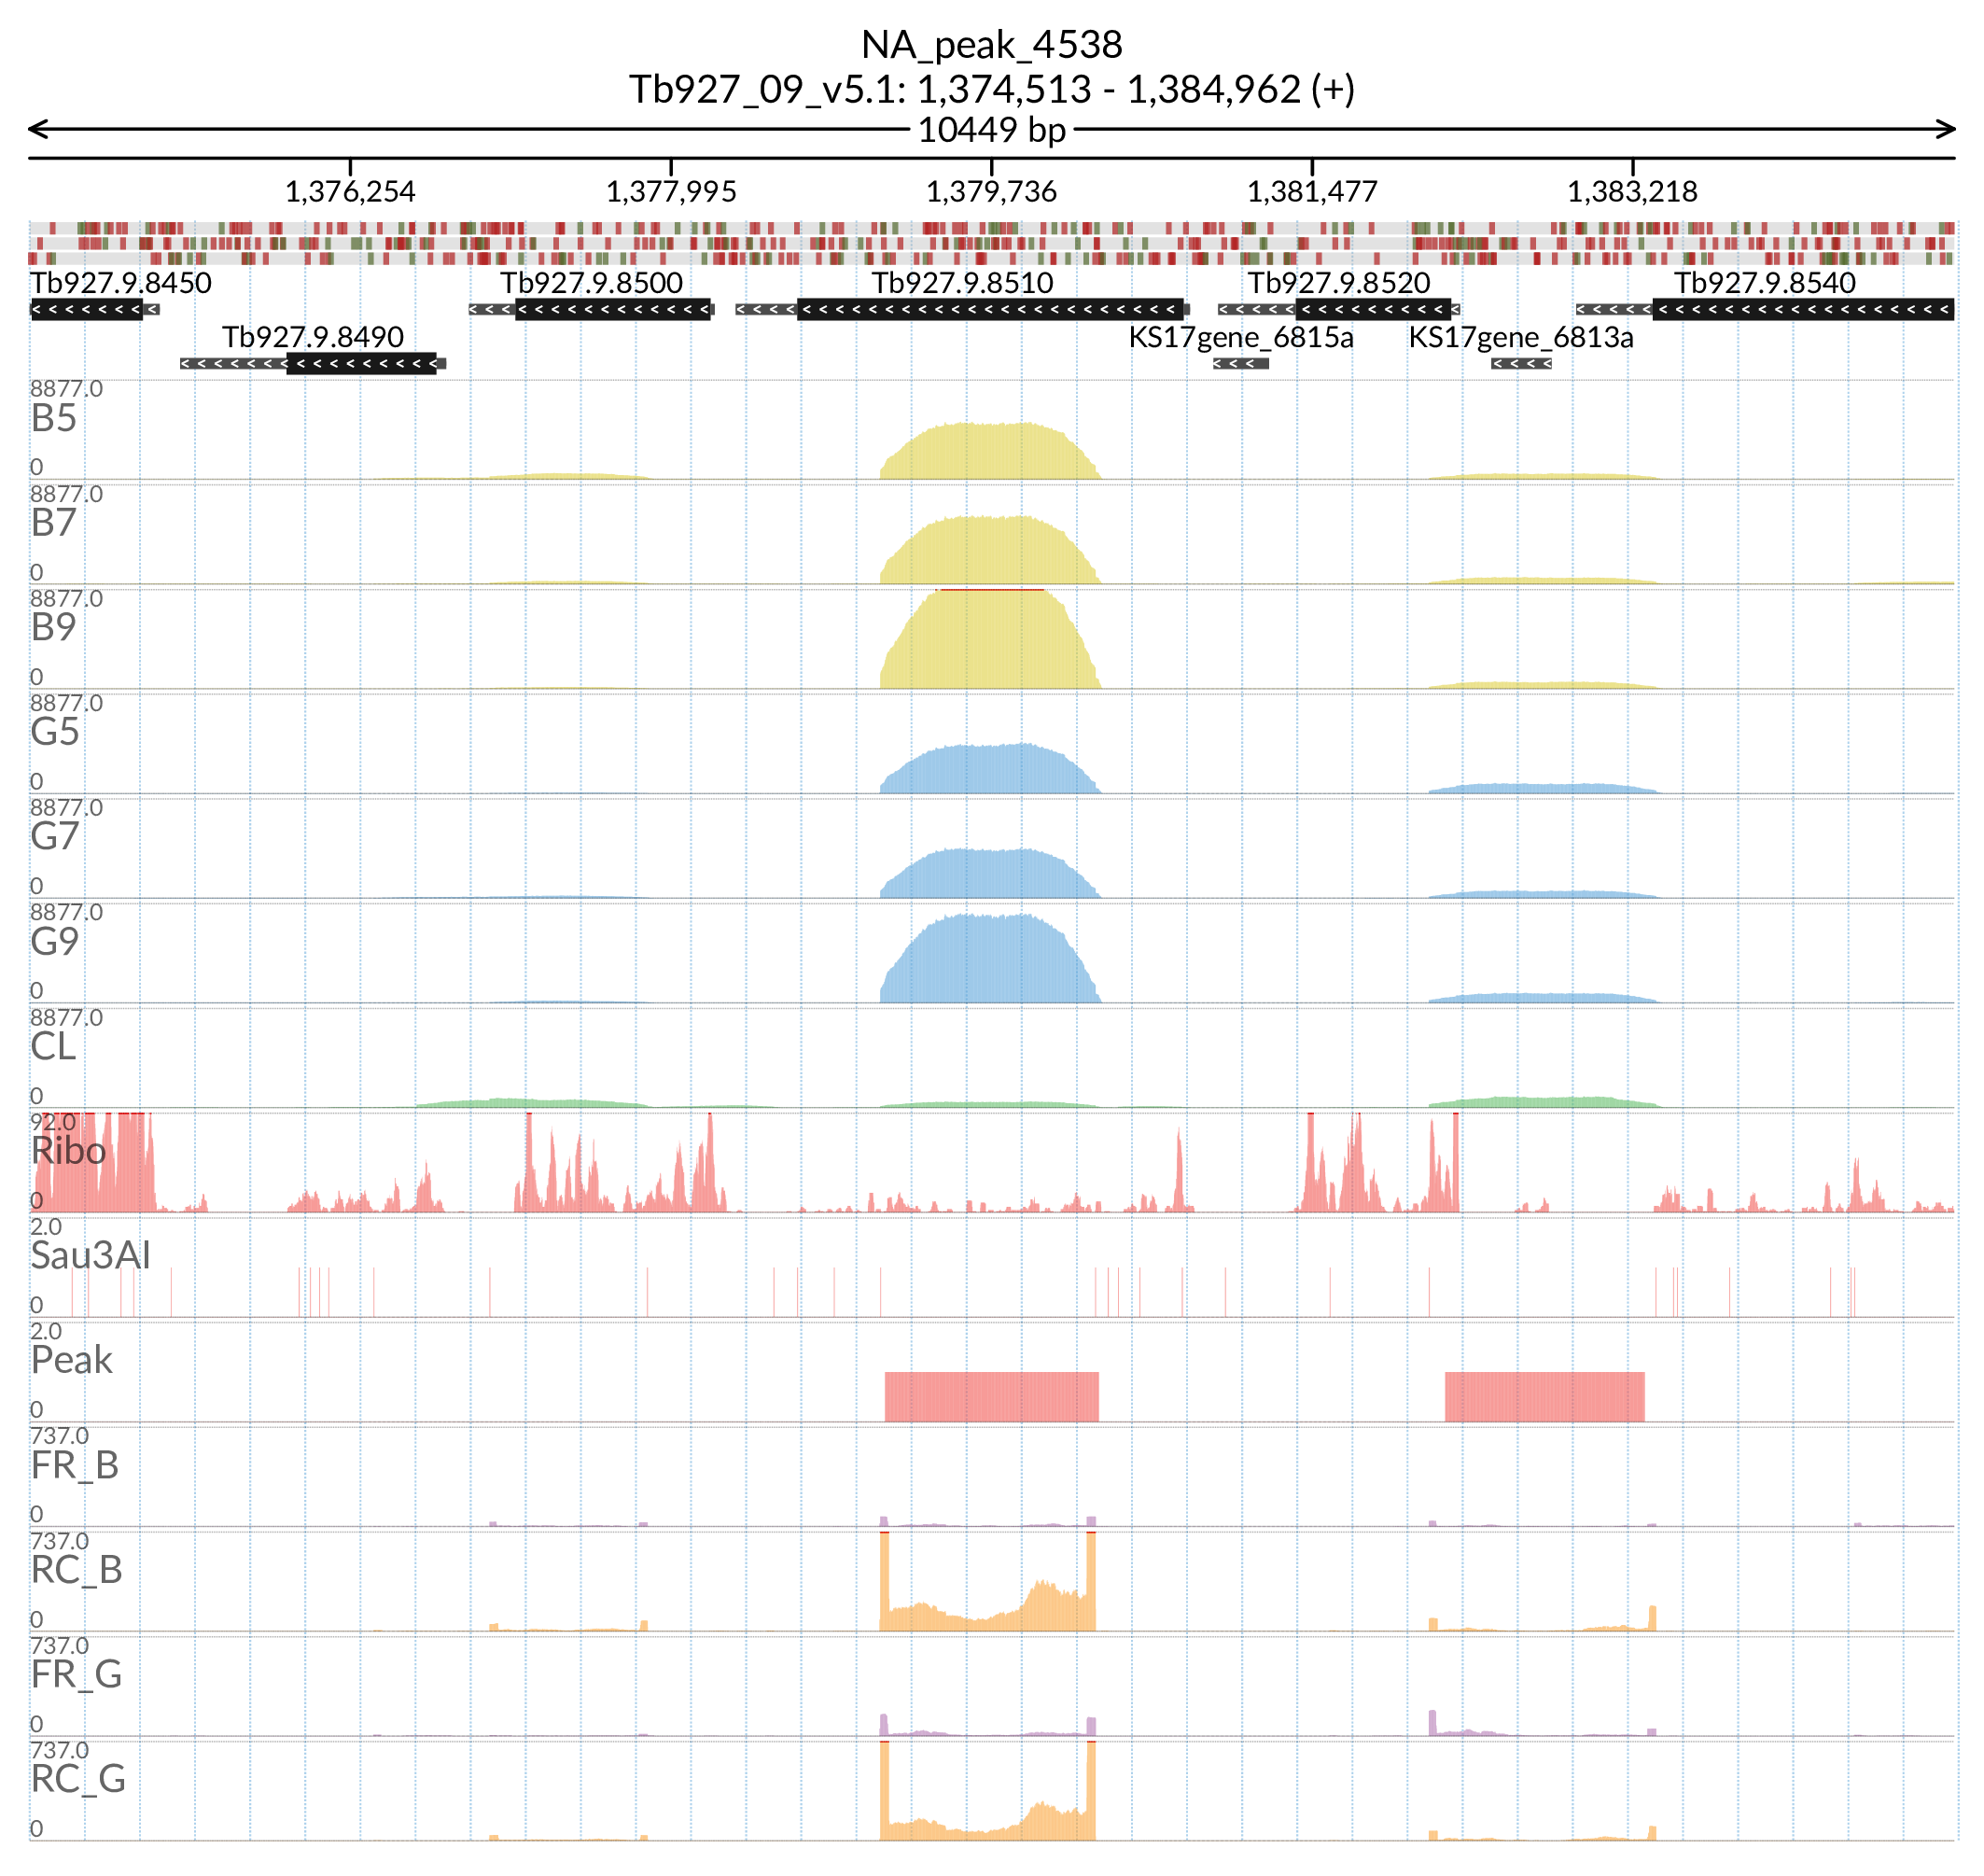 NA_peak_4538
Tb927_09_v5.1: 1,374,513 - 1,384,962 (+)
10449 bp
1,376,254 1,377,995 1,379,736 1,381,477 1,383,218
Tb927.9.8450 Tb927.9.8500 Tb927.9.8510 Tb927.9.8520 Tb927.9.8540
Tb927.9.8490 KS17gene_6815a KS17gene_6813a
8877.0
B5
0
8877.0
B7
0
8877.0
B9
0
8877.0
G5
0
8877.0
G7
0
8877.0
G9
0
8877.0
CL
0
92.0
Ribo
0
2.0
Sau3AI
0
2.0
Peak
0
737.0
FR_B
0
737.0
RC_B
0
737.0
FR_G
0
737.0
RC_G
0